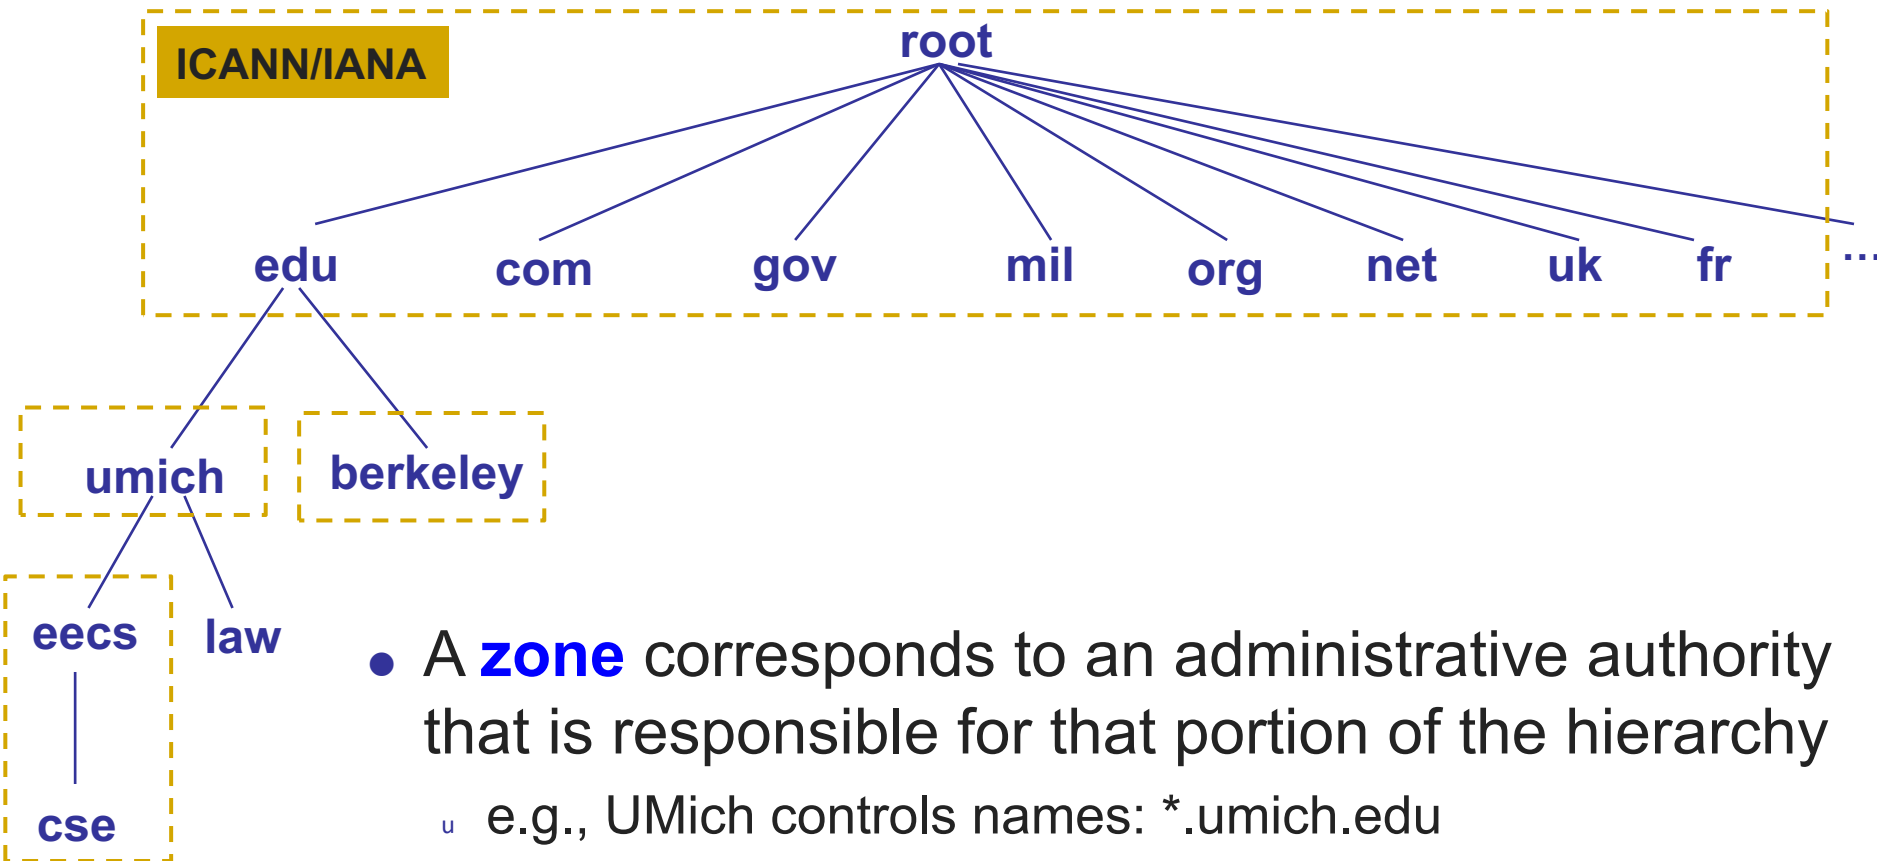 ICANN/IANA
root
edu com gov mil org net uk fr ...
umich berkeley
eecs law
cse
• A zone corresponds to an administrative authority
that is responsible for that portion of the hierarchy
u e.g., UMich controls names: *.umich.edu